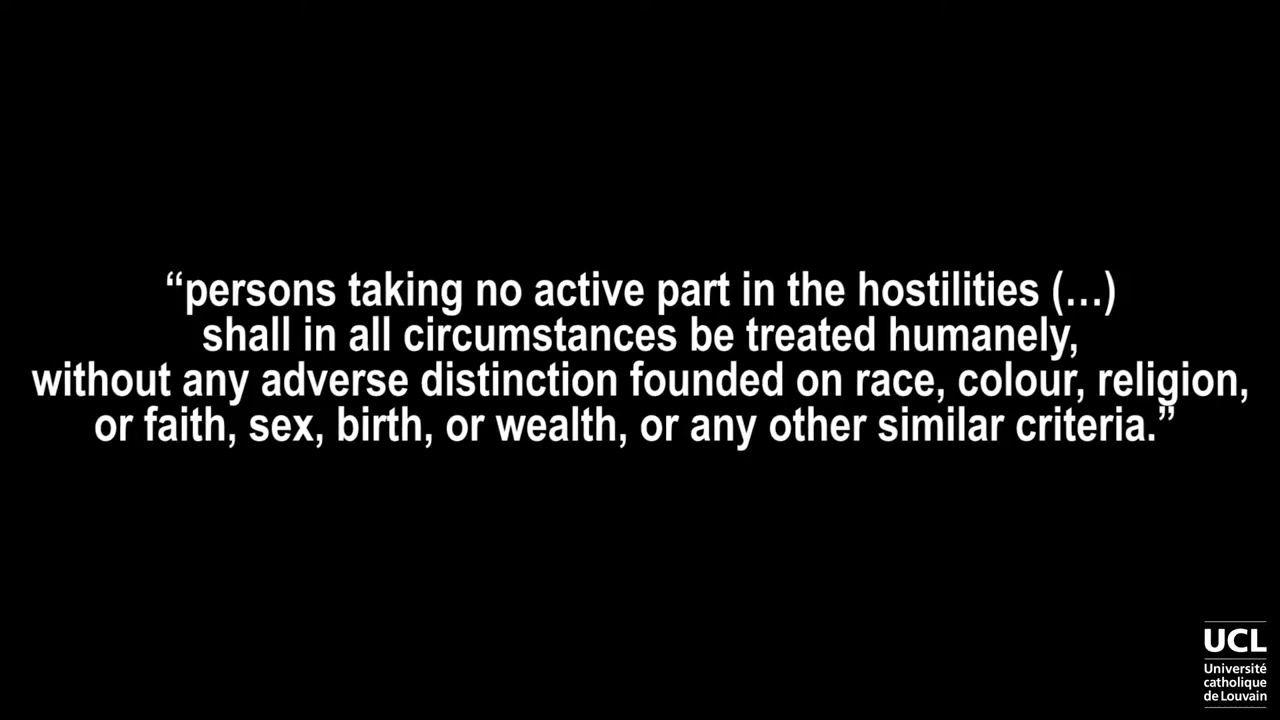 “persons taking no active part in the hostilities (…)
shall in all circumstances be treated humanely,
without any adverse distinction founded on race, colour, religion,
or faith, sex, birth, or wealth, or any other similar criteria.”
UCL
Université
catholique
de Louvain